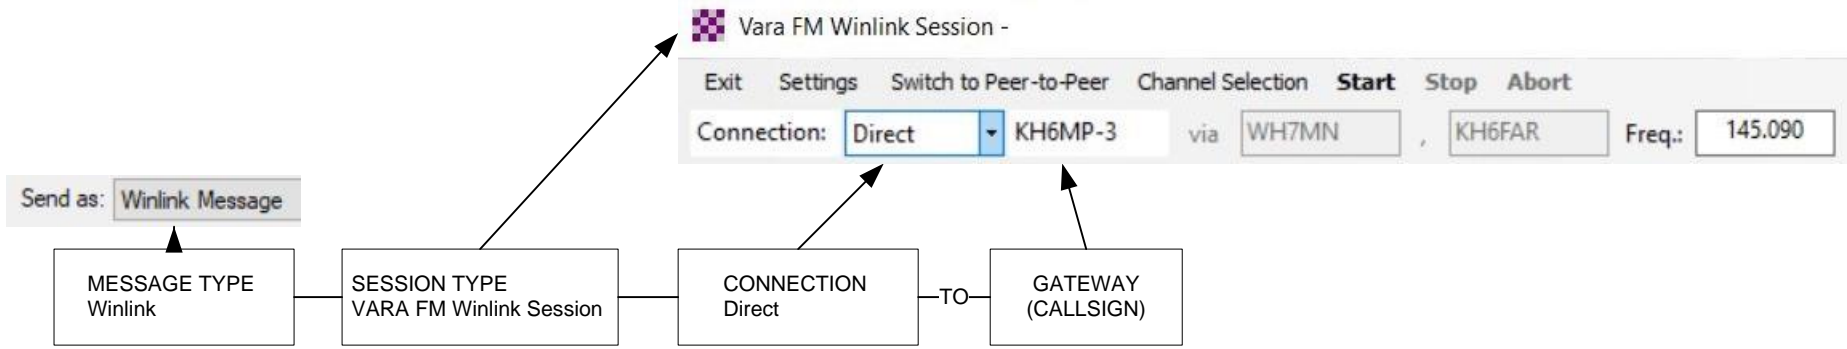 Vara FM Winlink Session -
Exit Settings Switch to Peer-to-Peer Channel Selection Start Stop Abort
Connection: Direct KH6MP-3 via WH7MN , KH6FAR Freq.: 145.090
Send as: Winlink Message
MESSAGE TYPE
Winlink
SESSION TYPE
VARA FM Winlink Session
CONNECTION
Direct
TO
GATEWAY
(CALLSIGN)